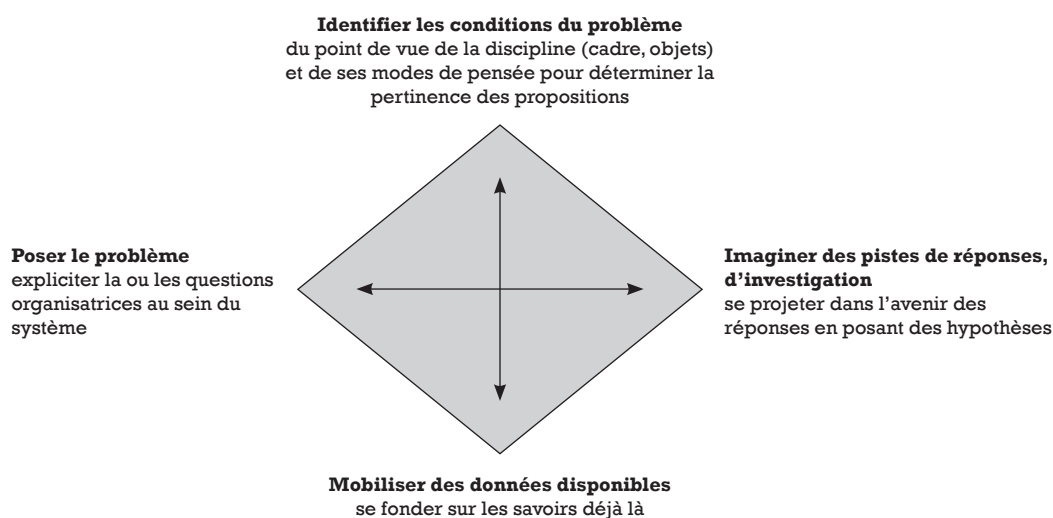 Identifier les conditions du problème
du point de vue de la discipline (cadre, objets)
et de ses modes de pensée pour déterminer la
pertinence des propositions
Poser le problème
expliciter la ou les questions
organisatrices au sein du
système
Imaginer des pistes de réponses,
d’investigation
se projeter dans l’avenir des
réponses en posant des hypothèses
Mobiliser des données disponibles
se fonder sur les savoirs déjà là